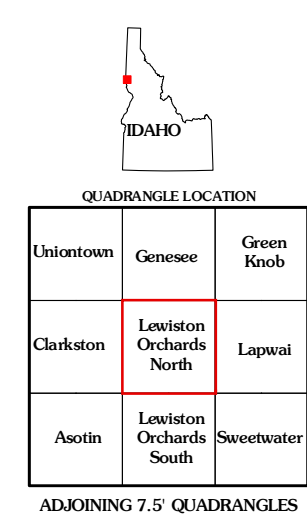 IDAHO
QUADRANGLE LOCATION
Uniontown
Genesee
Green
Knob
Clarkston
Lewiston
Orchards
North
Lapwai
Asotin
Lewiston
Orchards
South
Sweetwater
ADJOINING 7.5' QUADRANGLES